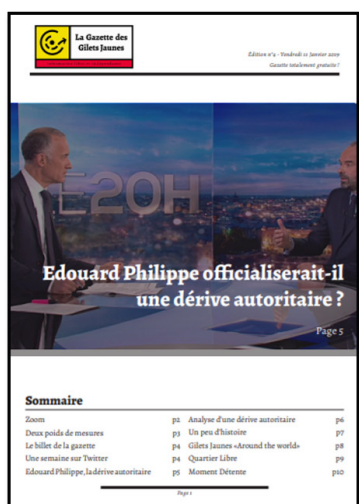 La Gazette des
Gilets Jaunes
Édition n°2 - Vendredi 11 Janvier 2019
Gazette totalement gratuite !
E20H
Edouard Philippe officialiserait-il
une dérive autoritaire ?
Page 5
Sommaire
Zoom p2
Deux poids de mesures p3
Le billet de la gazette p4
Une semaine sur Twitter p4
Edouard Philippe, la dérive autoritaire p5
Analyse d'une dérive autoritaire p6
Un peu d'histoire p7
Gilets Jaunes «Around the world» p8
Quartier Libre p9
Moment Détente p10
Page 1